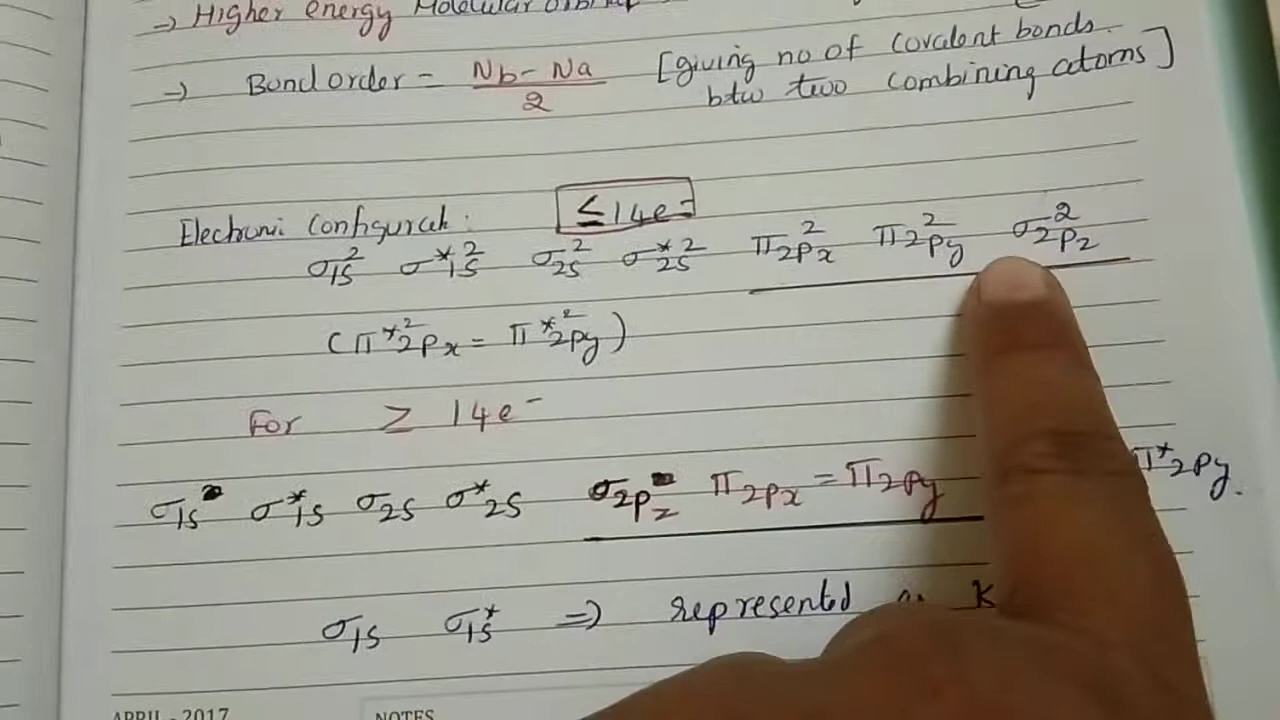 → Higher energy Molecular Orbital
→ Bond order = Nb - Na / 2 [giving no of covalent bonds btw two combining atoms]
Electronic Configurat: ≤14e-
σ1s² σ*1s² σ2s² σ*2s² π2px² π2py² σ2pz²
(π*2px² = π*2py²)
For ≥ 14e⁻
σ1s σ*1s σ2s σ*2s σ2pz π2px = π2py π*2py.
σ1s σ*1s ⇒ represented K
APRIL - 2017 NOTES